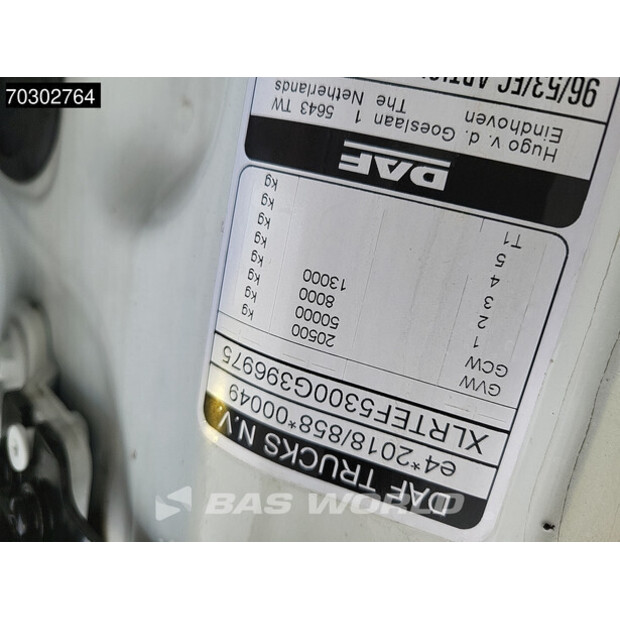 70302764
DAF TRUCKS N.V.
e4*2018/858*00049
XLRTEF5300G396975
GVW 20500 kg
GCW 50000 kg
1 8000 kg
2 13000 kg
3 kg
4 kg
5 kg
T1 kg
DAF
Hugo v.d. Goeslaan 1 5643 TW
Eindhoven The Netherlands
96/53/EC
BAS WORLD